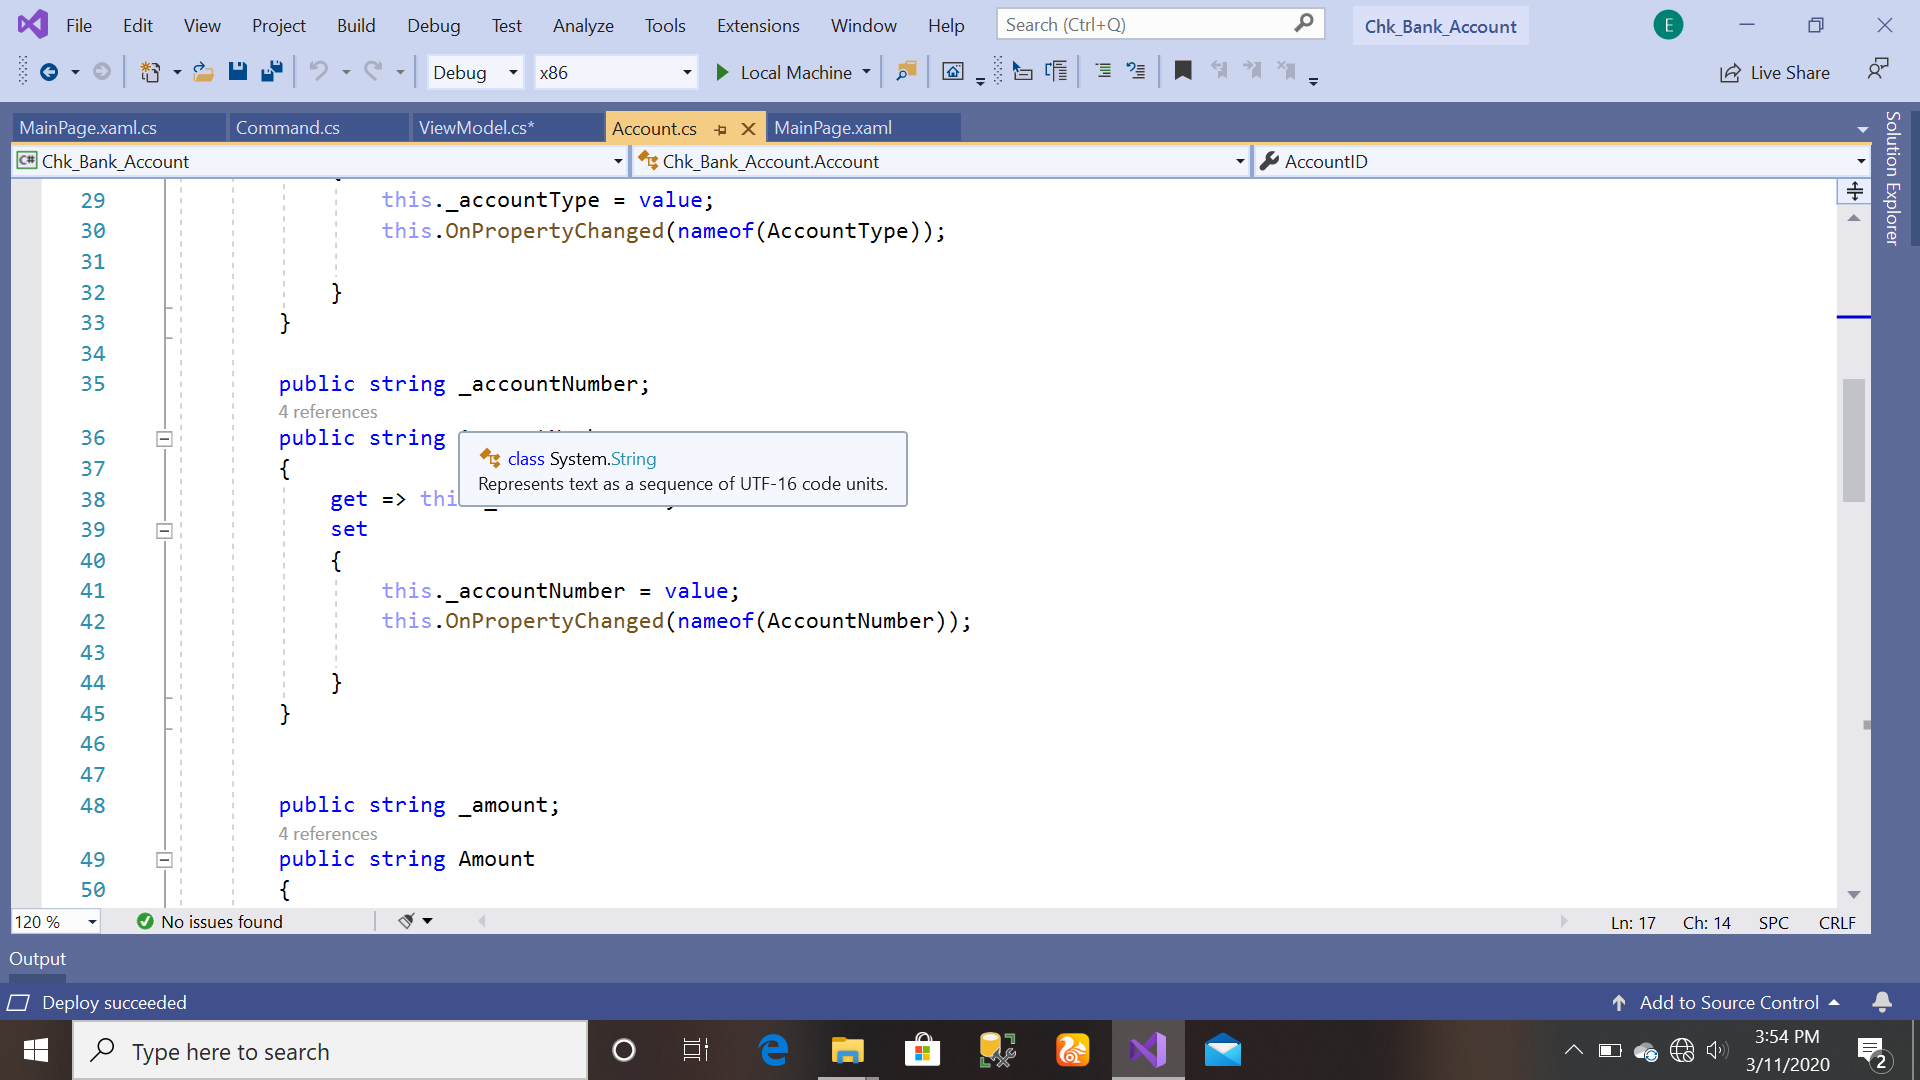 File Edit View Project Build Debug Test Analyze Tools Extensions Window Help Search (Ctrl+Q) Chk_Bank_Account E
Debug x86 Local Machine Live Share
MainPage.xaml.cs Command.cs ViewModel.cs* Account.cs MainPage.xaml
C# Chk_Bank_Account Chk_Bank_Account.Account AccountID
Solution Explorer
29 this._accountType = value;
30 this.OnPropertyChanged(nameof(AccountType));
31
32 }
33 }
34
35 public string _accountNumber;
4 references
36 public string
class System.String
Represents text as a sequence of UTF-16 code units.
37 {
38 get => thi
39 set
40 {
41 this._accountNumber = value;
42 this.OnPropertyChanged(nameof(AccountNumber));
43
44 }
45 }
46
47
48 public string _amount;
4 references
49 public string Amount
50 {
120 % No issues found Ln: 17 Ch: 14 SPC CRLF
Output
Deploy succeeded Add to Source Control
Type here to search
3:54 PM
3/11/2020
2